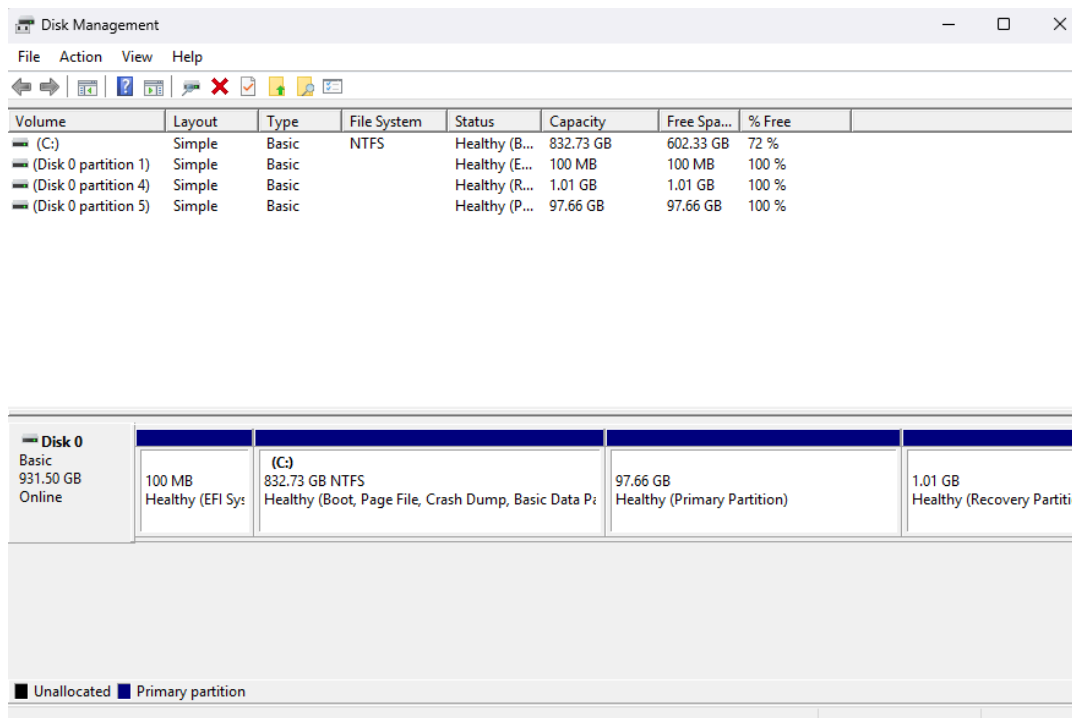 Disk Management
File Action View Help
Volume Layout Type File System Status Capacity Free Spa... % Free
(C:) Simple Basic NTFS Healthy (B... 832.73 GB 602.33 GB 72 %
(Disk 0 partition 1) Simple Basic Healthy (E... 100 MB 100 MB 100 %
(Disk 0 partition 4) Simple Basic Healthy (R... 1.01 GB 1.01 GB 100 %
(Disk 0 partition 5) Simple Basic Healthy (P... 97.66 GB 97.66 GB 100 %
Disk 0
Basic
931.50 GB
Online
100 MB
Healthy (EFI Sys
(C:)
832.73 GB NTFS
Healthy (Boot, Page File, Crash Dump, Basic Data Pa
97.66 GB
Healthy (Primary Partition)
1.01 GB
Healthy (Recovery Partiti
Unallocated Primary partition